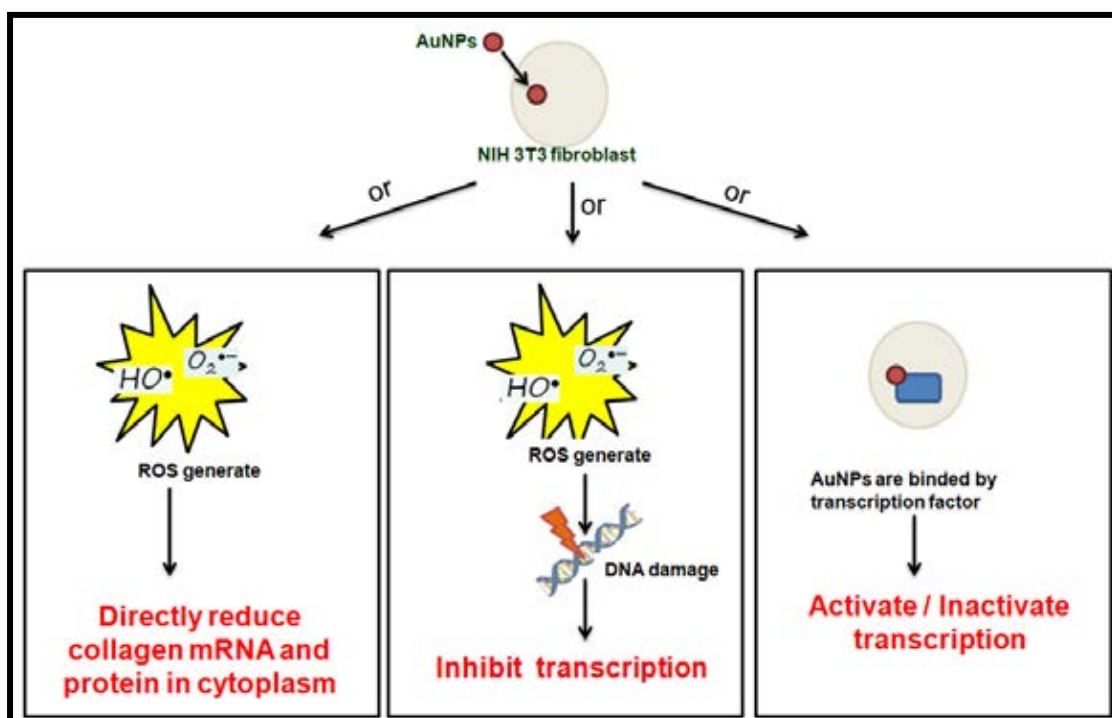 AuNPs
NIH 3T3 fibroblast
or
or
or
HO• O₂•−
ROS generate
Directly reduce
collagen mRNA and
protein in cytoplasm
HO• O₂•−
ROS generate
DNA damage
Inhibit transcription
AuNPs are binded by
transcription factor
Activate / Inactivate
transcription